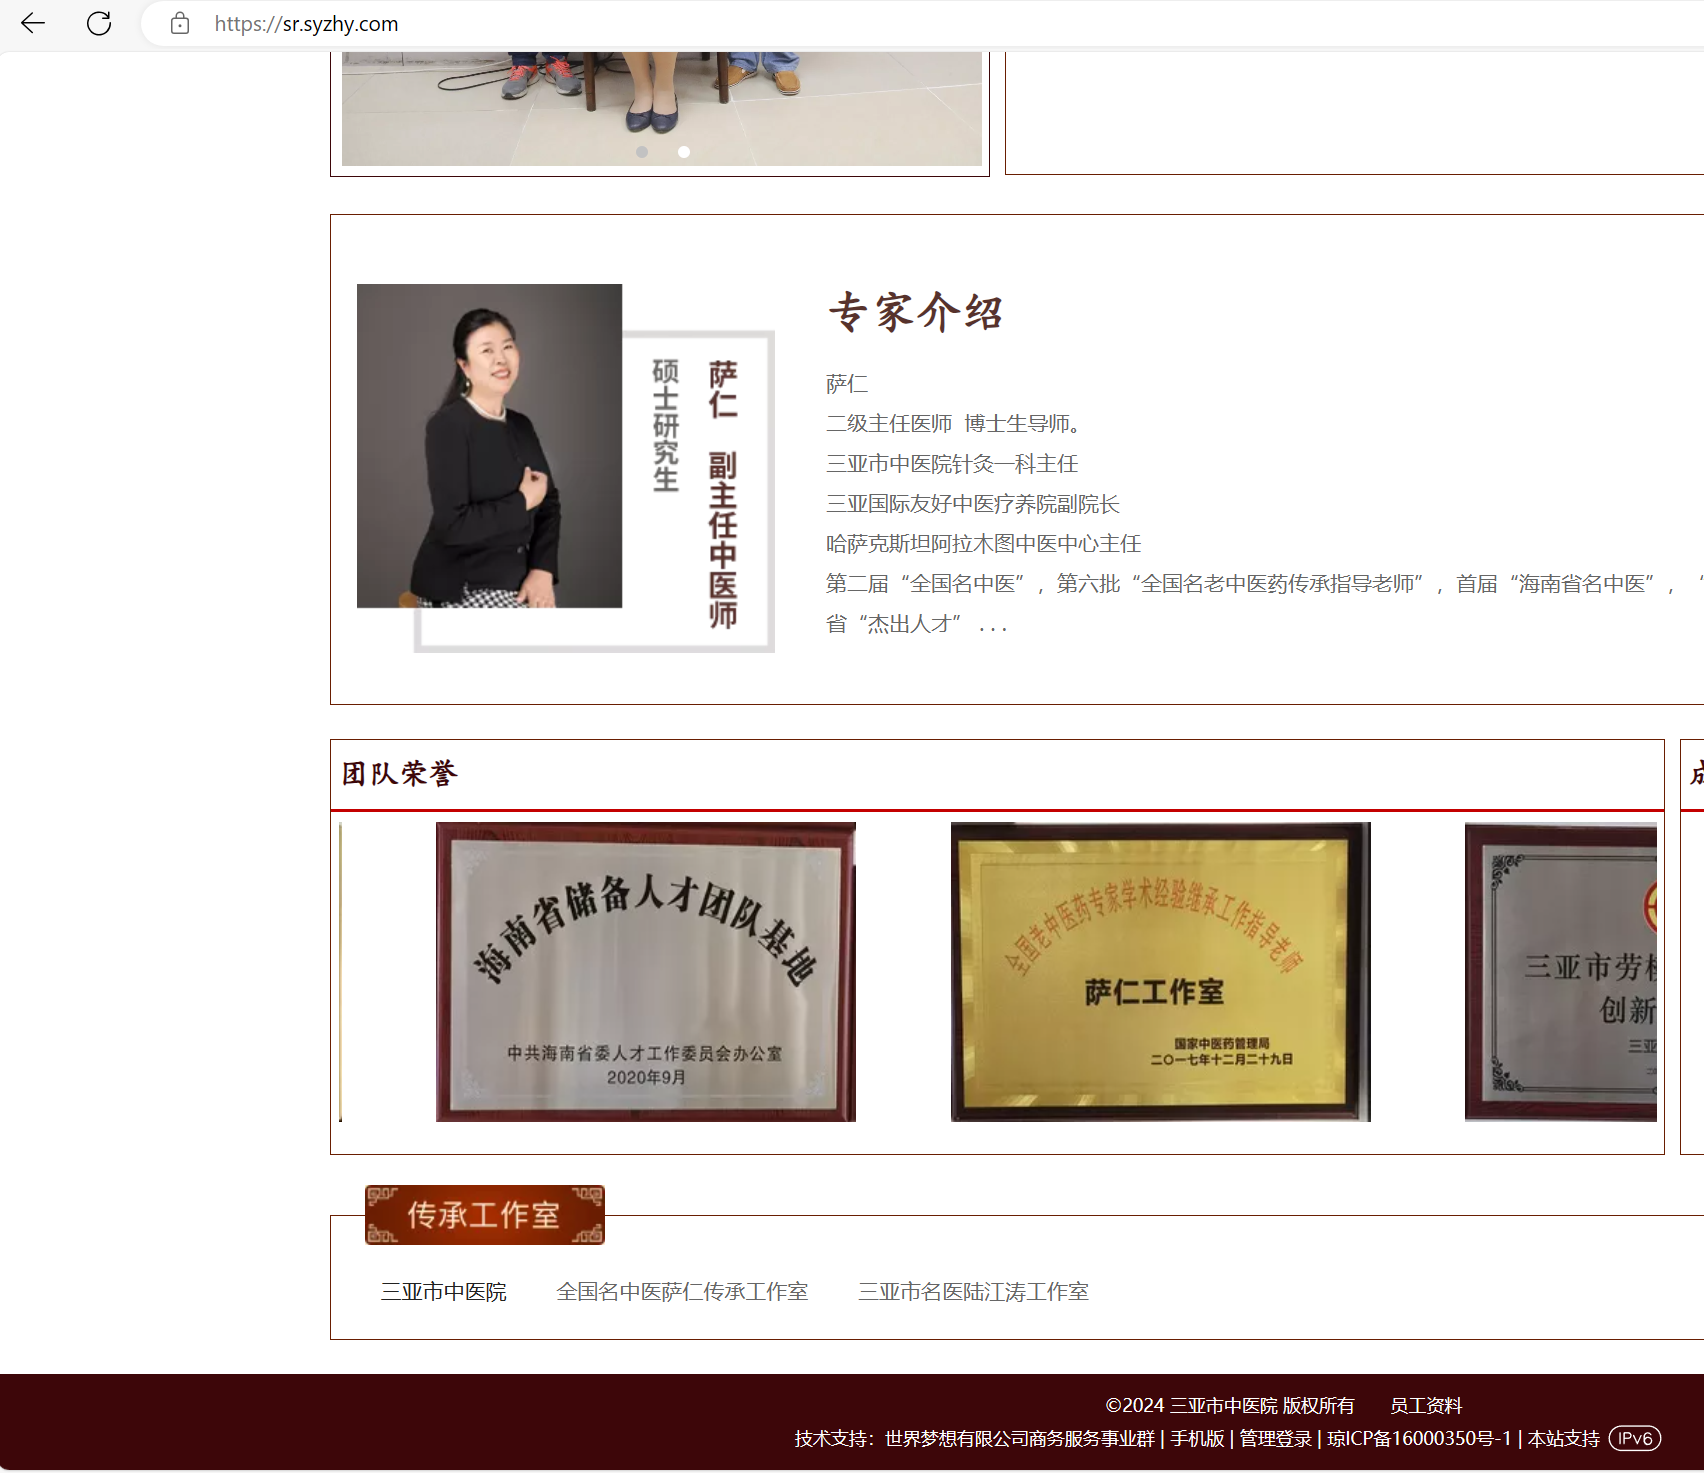 https://sr.syzhy.com
专家介绍
萨仁 副主任中医师
硕士研究生
萨仁
二级主任医师 博士生导师。
三亚市中医院针灸一科主任
三亚国际友好中医疗养院副院长
哈萨克斯坦阿拉木图中医中心主任
第二届“全国名中医”，第六批“全国名老中医药传承指导老师”，首届“海南省名中医”，“
省“杰出人才” ...
团队荣誉
海南省储备人才团队基地
中共海南省委人才工作委员会办公室
2020年9月
全国老中医药专家学术经验继承工作指导老师
萨仁工作室
国家中医药管理局
二〇一七年十二月二十九日
三亚市劳
创新
三亚
传承工作室
三亚市中医院 全国名中医萨仁传承工作室 三亚市名医陆江涛工作室
©2024 三亚市中医院 版权所有 员工资料
技术支持：世界梦想有限公司商务服务事业群 | 手机版 | 管理登录 | 琼ICP备16000350号-1 | 本站支持 IPv6